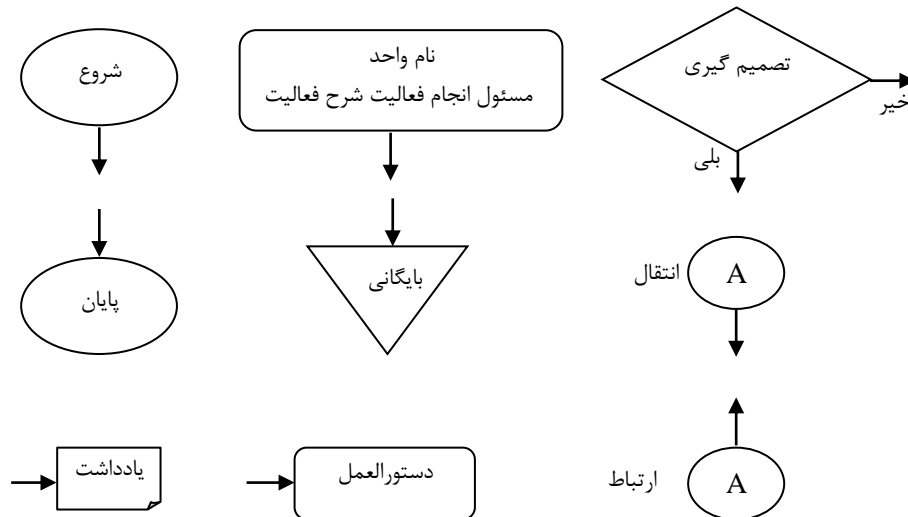 شروع
نام واحد
مسئول انجام فعالیت شرح فعالیت
تصمیم گیری
خیر
بلی
پایان
بایگانی
انتقال
A
یادداشت
دستورالعمل
ارتباط
A